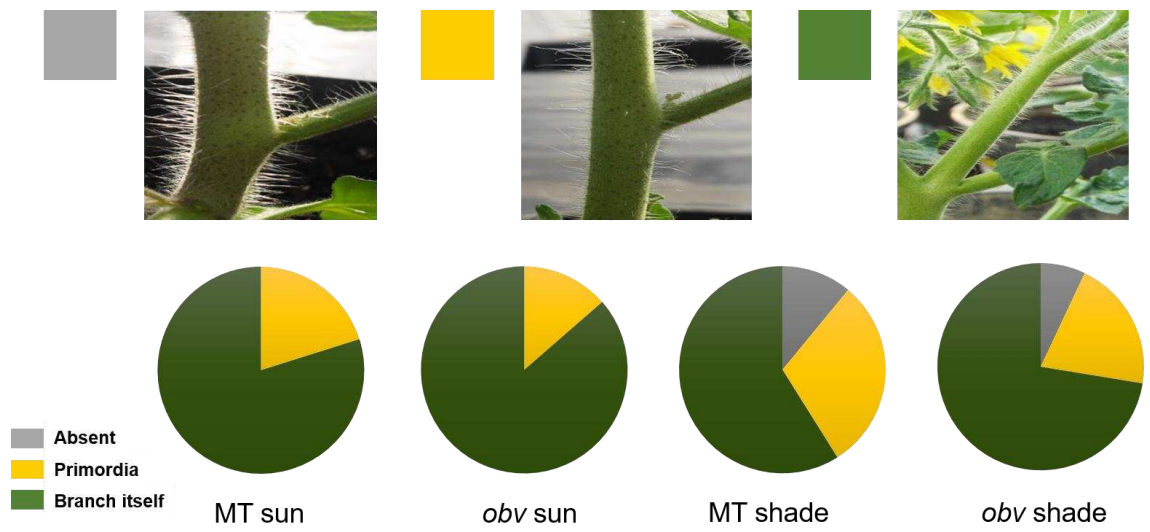 Absent
Primordia
Branch itself
MT sun
obv sun
MT shade
obv shade